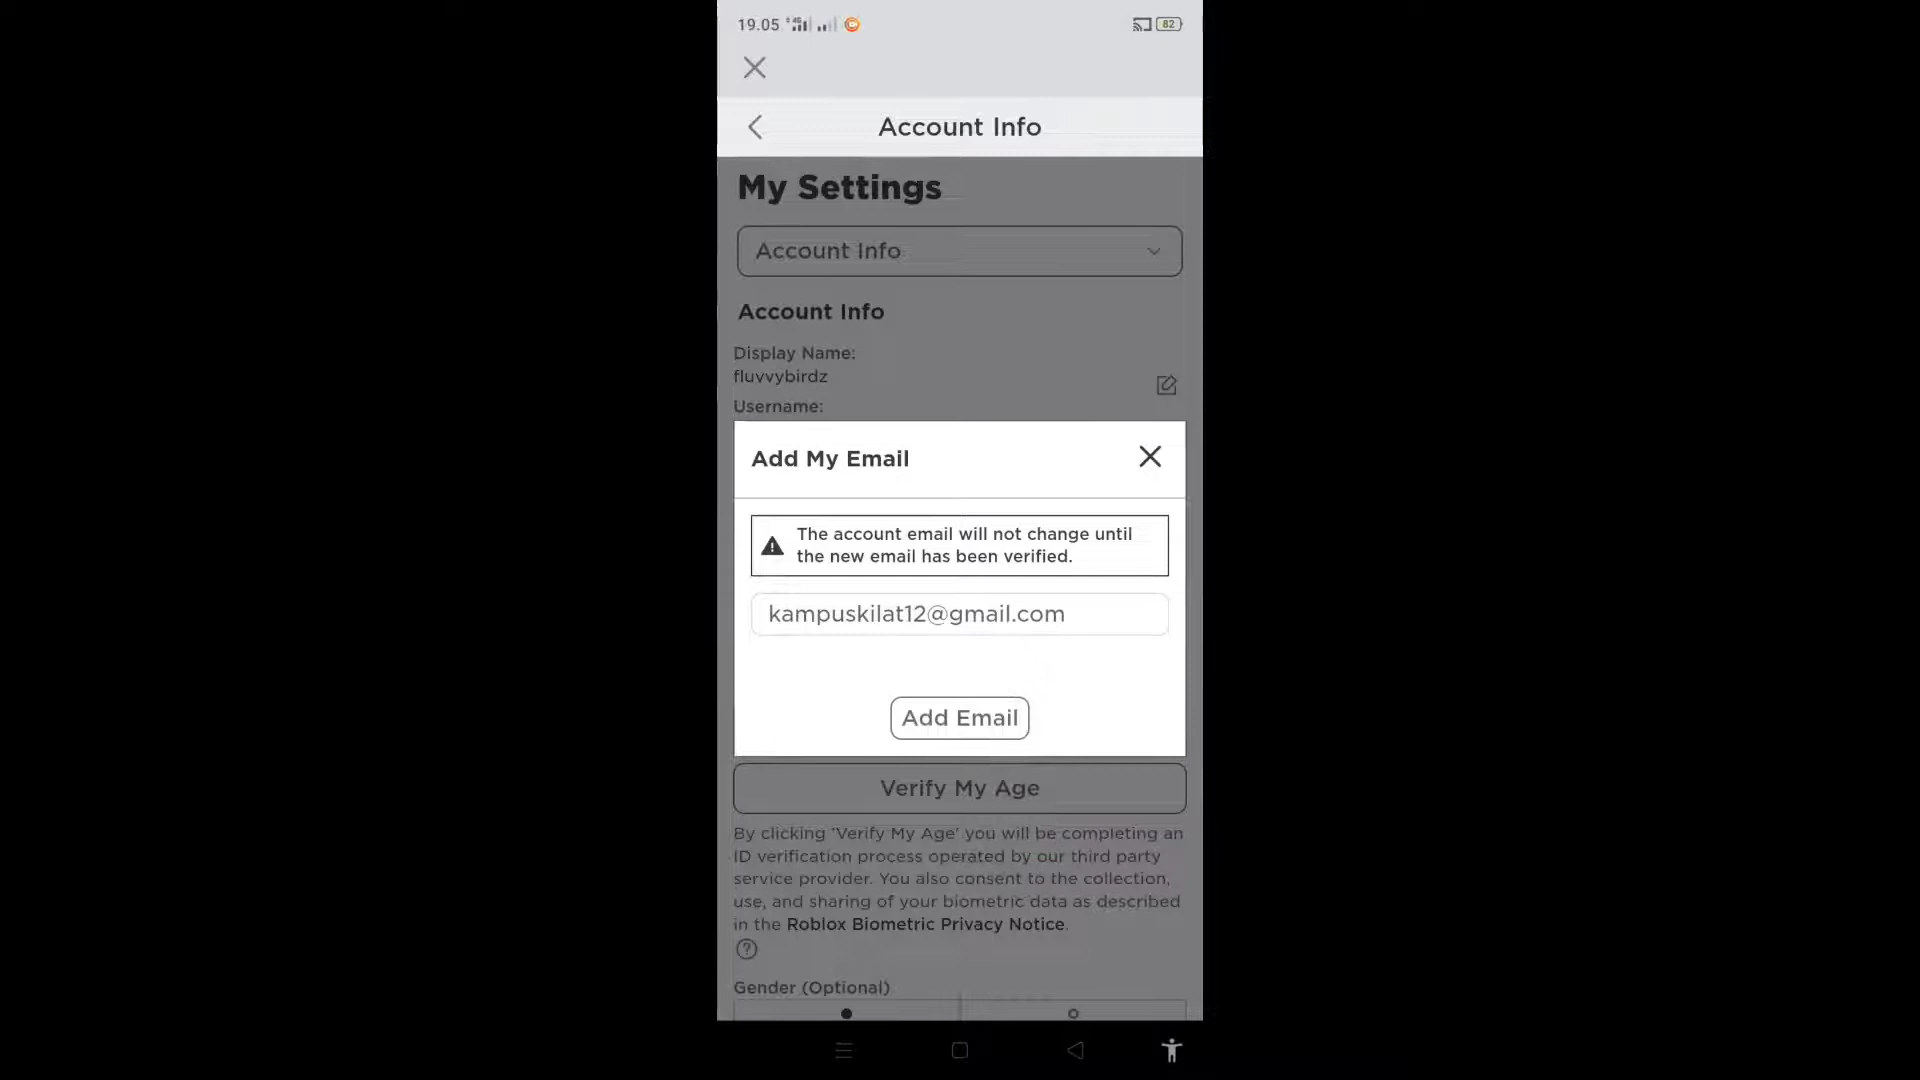 19.05
82
Account Info
My Settings
Account Info
Account Info
Display Name:
fluvvybirdz
Username:
Add My Email
The account email will not change until
the new email has been verified.
kampuskilat12@gmail.com
Add Email
Verify My Age
By clicking 'Verify My Age' you will be completing an
ID verification process operated by our third party
service provider. You also consent to the collection,
use, and sharing of your biometric data as described
in the Roblox Biometric Privacy Notice.
Gender (Optional)